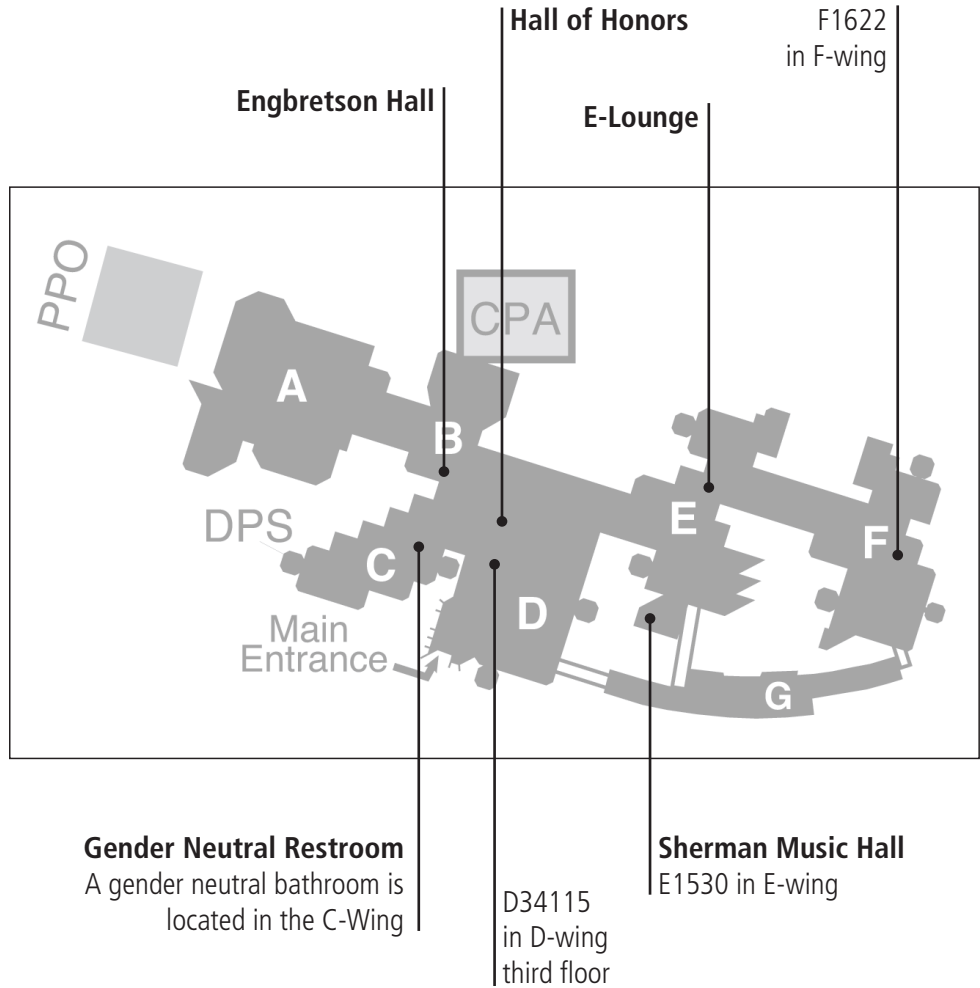 Hall of Honors
F1622
in F-wing
Engbretson Hall
E-Lounge
PPO
CPA
A
B
DPS
E
F
C
D
Main
Entrance
G
Gender Neutral Restroom
A gender neutral bathroom is
located in the C-Wing
D34115
in D-wing
third floor
Sherman Music Hall
E1530 in E-wing